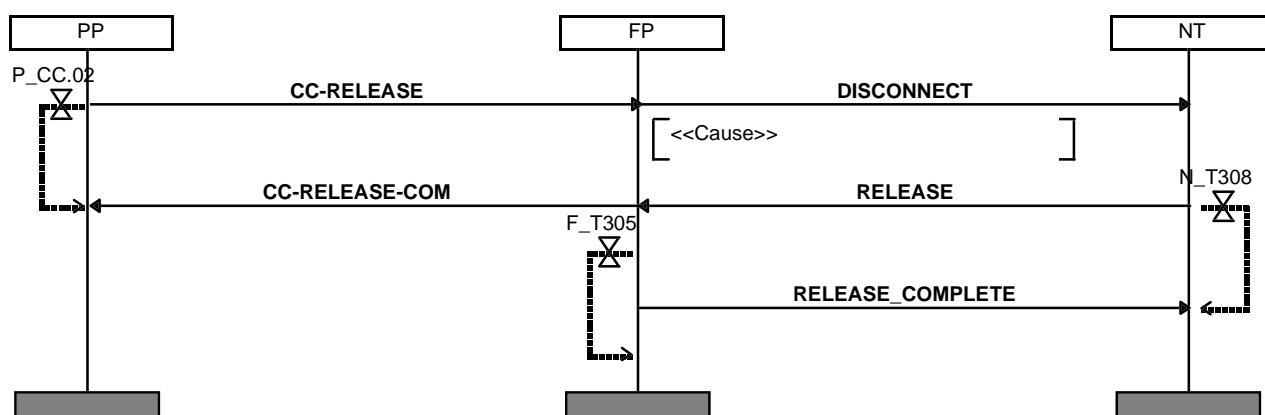 PP
FP
NT
P_CC.02
CC-RELEASE
DISCONNECT
<<Cause>>
CC-RELEASE-COM
RELEASE
N_T308
F_T305
RELEASE_COMPLETE